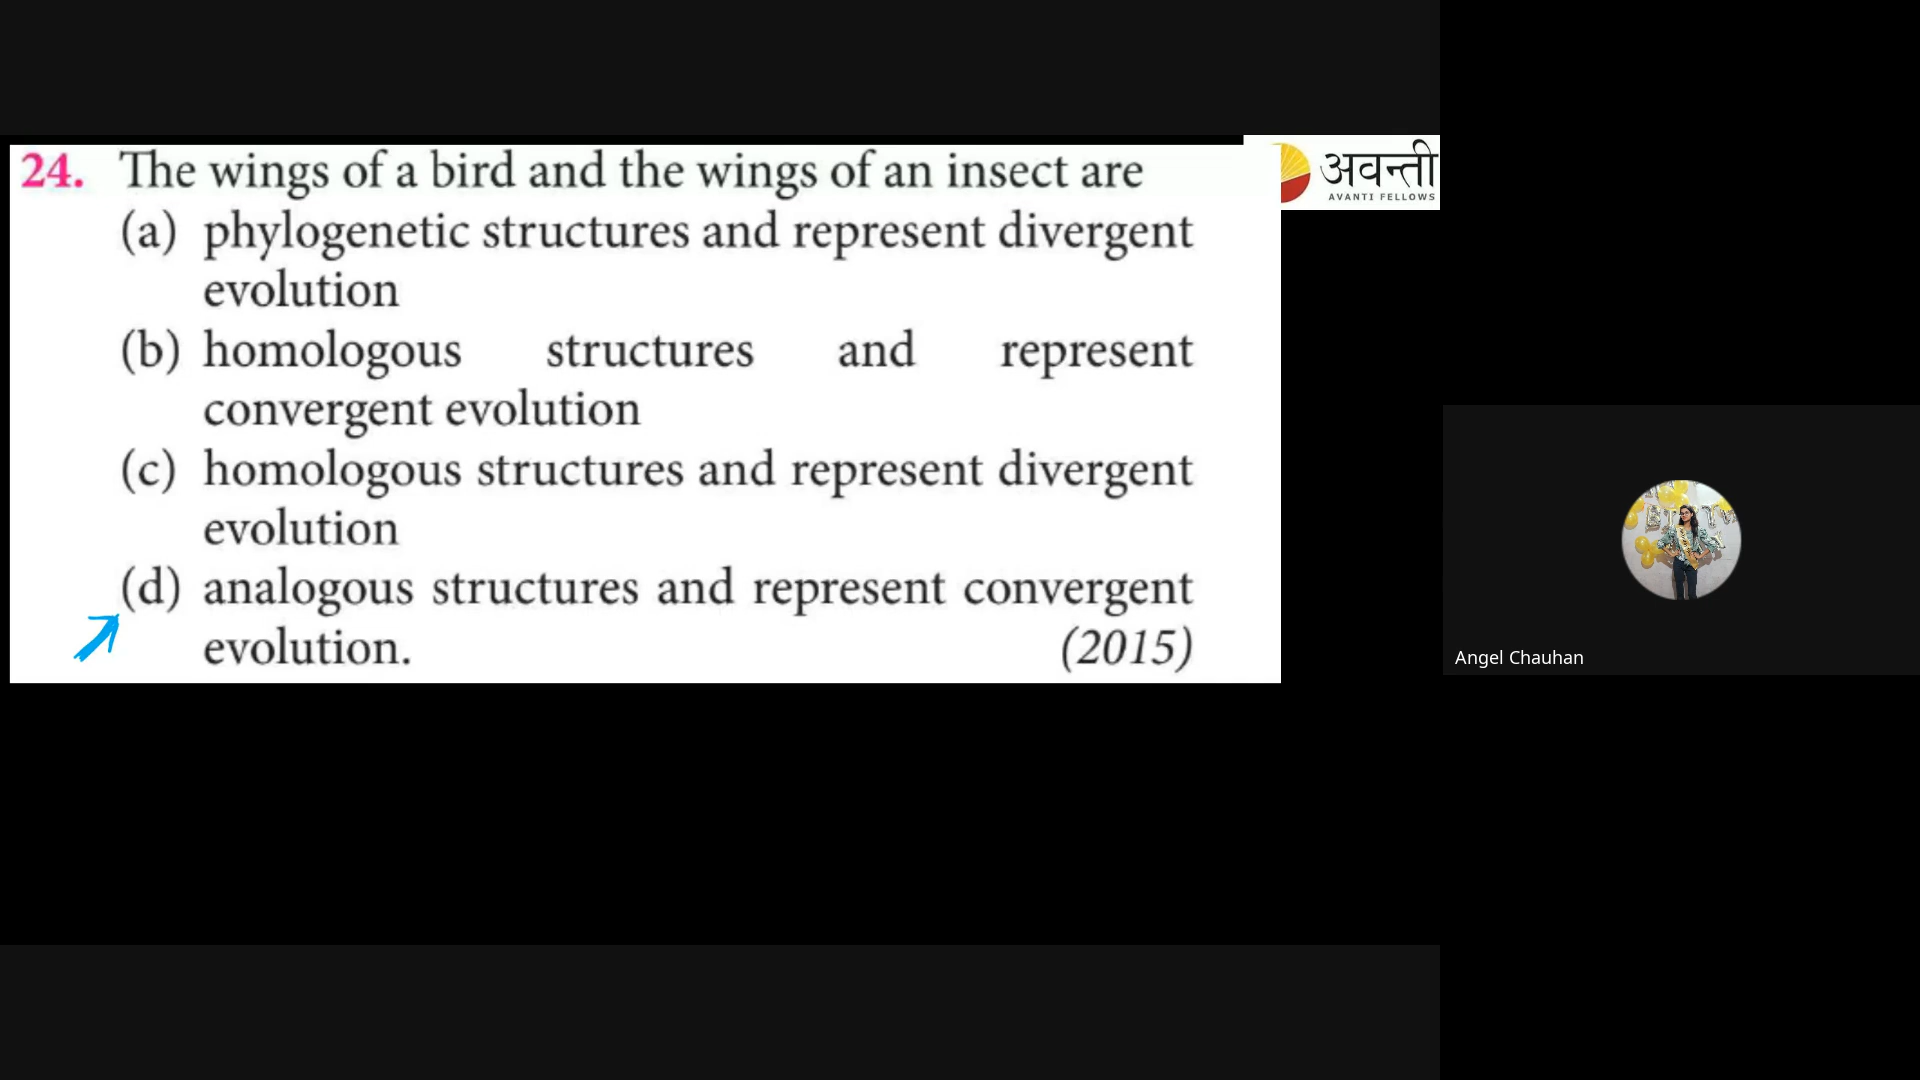 24. The wings of a bird and the wings of an insect are
(a) phylogenetic structures and represent divergent
evolution
(b) homologous structures and represent
convergent evolution
(c) homologous structures and represent divergent
evolution
(d) analogous structures and represent convergent
evolution. (2015)
अवन्ती
AVANTI FELLOWS
Angel Chauhan